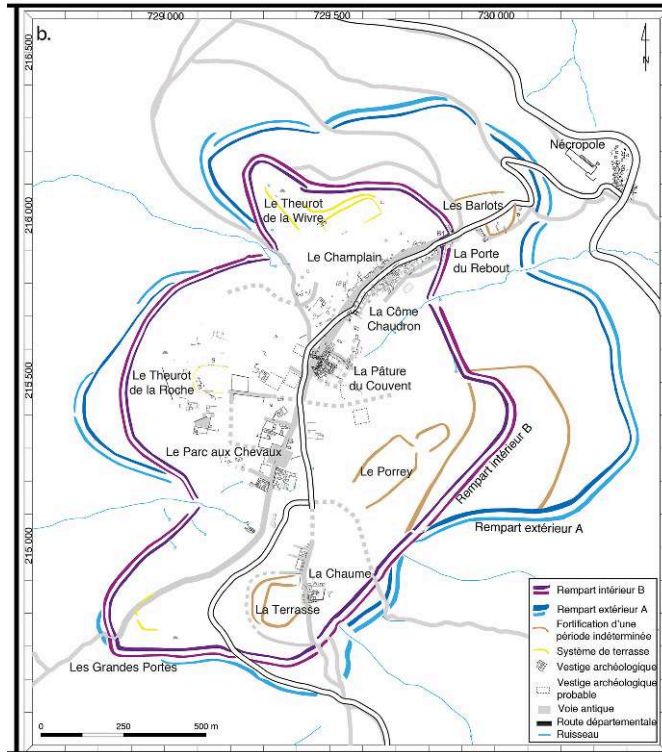 b.
729 000
729 500
730 000
216 500
216 000
215 500
215 000
N
Nécropole
Les Barlots
Le Theurot
de la Wivre
Le Champlain
La Porte
du Rebout
La Côme
Chaudron
La Pâture
du Couvent
Le Theurot
de la Roche
Le Parc aux Chevaux
Le Porrey
Rempart intérieur B
Rempart extérieur A
La Chaume
La Terrasse
Les Grandes Portes
0 250 500 m
Rempart intérieur B
Rempart extérieur A
Fortification d'une
période indéterminée
Système de terrasse
Vestige archéologique
Vestige archéologique
probable
Voie antique
Route départementale
Ruisseau